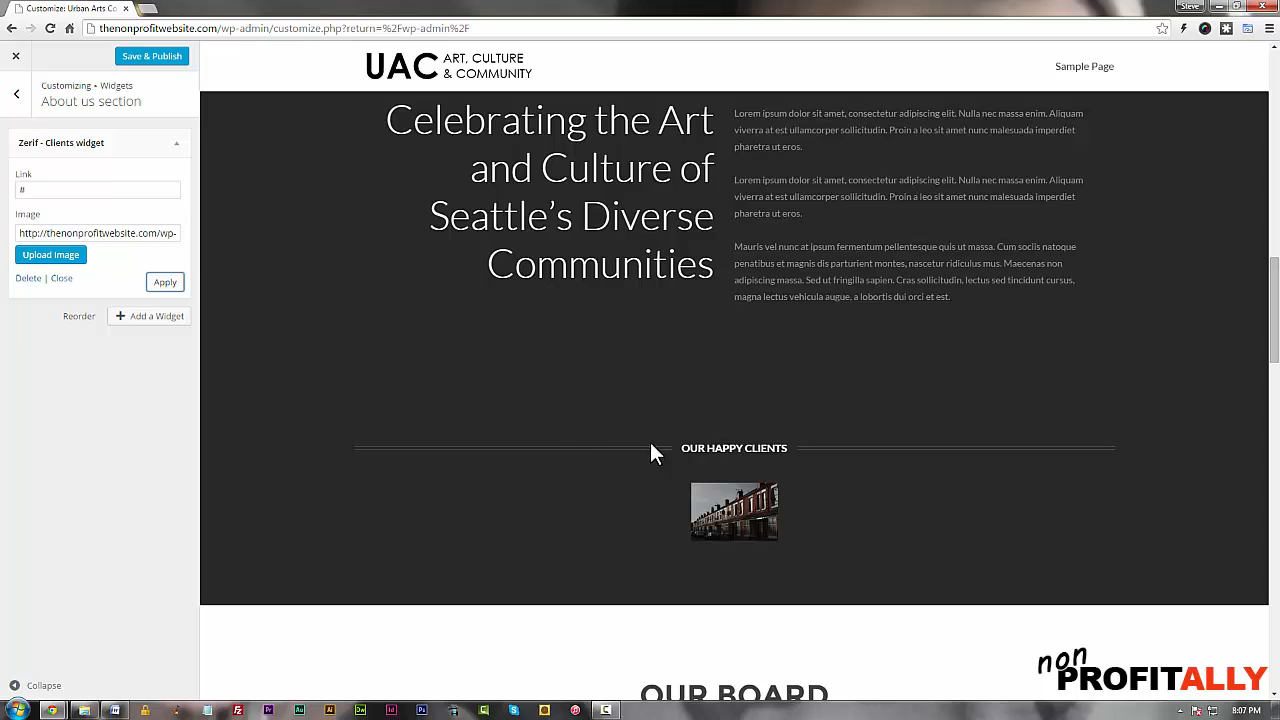 Customize: Urban Arts Co
Steve
thenonprofitwebsite.com/wp-admin/customize.php?return=%2Fwp-admin%2F
Save & Publish
Customizing • Widgets
About us section
Zerif - Clients widget
Link
#
Image
http://thenonprofitwebsite.com/wp-
Upload Image
Delete | Close
Apply
Reorder
Add a Widget
Collapse
UAC ART, CULTURE
& COMMUNITY
Sample Page
Celebrating the Art
and Culture of
Seattle’s Diverse
Communities
Lorem ipsum dolor sit amet, consectetur adipiscing elit. Nulla nec massa enim. Aliquam
viverra at est ullamcorper sollicitudin. Proin a leo sit amet nunc malesuada imperdiet
pharetra ut eros.
Lorem ipsum dolor sit amet, consectetur adipiscing elit. Nulla nec massa enim. Aliquam
viverra at est ullamcorper sollicitudin. Proin a leo sit amet nunc malesuada imperdiet
pharetra ut eros.
Mauris vel nunc at ipsum fermentum pellentesque quis ut massa. Cum sociis natoque
penatibus et magnis dis parturient montes, nascetur ridiculus mus. Maecenas non
adipiscing massa. Sed ut fringilla sapien. Cras sollicitudin, lectus sed tincidunt cursus,
magna lectus vehicula augue, a lobortis dui orci et est.
OUR HAPPY CLIENTS
OUR BOARD
non
PROFITALLY
8:07 PM